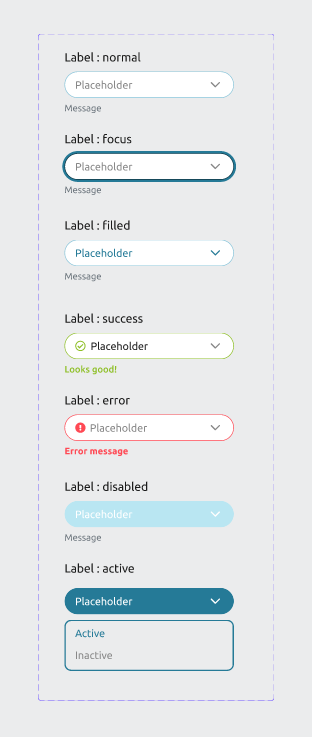 Label : normal
Placeholder
Message
Label : focus
Placeholder
Message
Label : filled
Placeholder
Message
Label : success
Placeholder
Looks good!
Label : error
Placeholder
Error message
Label : disabled
Placeholder
Message
Label : active
Placeholder
Active
Inactive